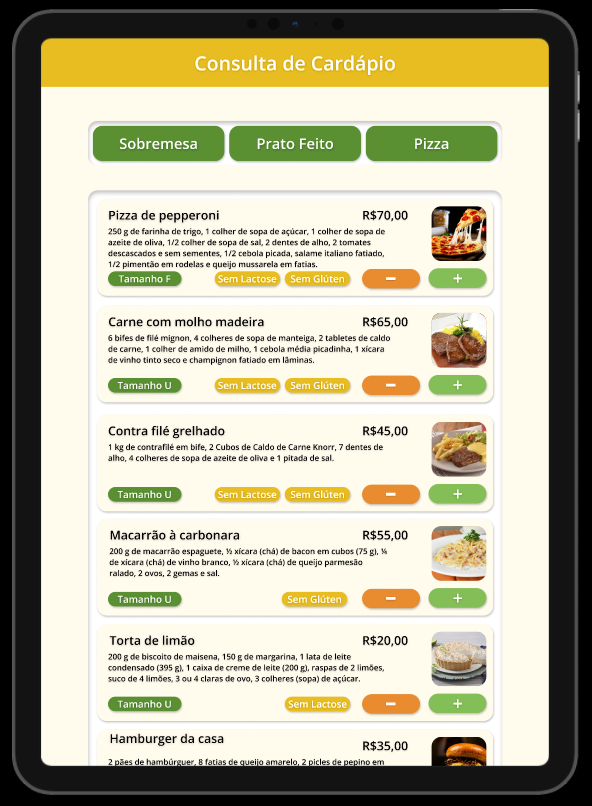 Consulta de Cardápio
Sobremesa Prato Feito Pizza
Pizza de pepperoni R$70,00
250 g de farinha de trigo, 1 colher de sopa de açúcar, 1 colher de sopa de
azeite de oliva, 1/2 colher de sopa de sal, 2 dentes de alho, 2 tomates
descascados e sem sementes, 1/2 cebola picada, salame italiano fatiado,
1/2 pimentão em rodelas e queijo mussarela em fatias.
Tamanho F Sem Lactose Sem Glúten − +
Carne com molho madeira R$65,00
6 bifes de filé mignon, 4 colheres de sopa de manteiga, 2 tabletes de caldo
de carne, 1 colher de amido de milho, 1 cebola média picadinha, 1 xícara
de vinho tinto seco e champignon fatiado em lâminas.
Tamanho U Sem Lactose Sem Glúten − +
Contra filé grelhado R$45,00
1 kg de contrafilé em bife, 2 Cubos de Caldo de Carne Knorr, 7 dentes de
alho, 4 colheres de sopa de azeite de oliva e 1 pitada de sal.
Tamanho U Sem Lactose Sem Glúten − +
Macarrão à carbonara R$55,00
200 g de macarrão espaguete, ½ xícara (chá) de bacon em cubos (75 g), ¼
de xícara (chá) de vinho branco, ½ xícara (chá) de queijo parmesão
ralado, 2 ovos, 2 gemas e sal.
Tamanho U Sem Glúten − +
Torta de limão R$20,00
200 g de biscoito de maisena, 150 g de margarina, 1 lata de leite
condensado (395 g), 1 caixa de creme de leite (200 g), raspas de 2 limões,
suco de 4 limões, 3 ou 4 claras de ovo, 3 colheres (sopa) de açúcar.
Tamanho U Sem Lactose − +
Hamburger da casa R$35,00
2 pães de hambúrguer, 8 fatias de queijo amarelo, 2 picles de pepino em